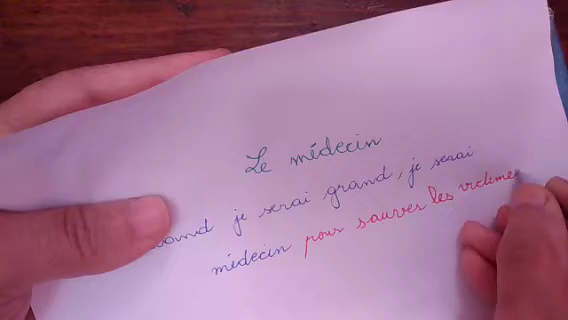 Le médecin
je serai grand, je serai
médecin pour sauver les victimes